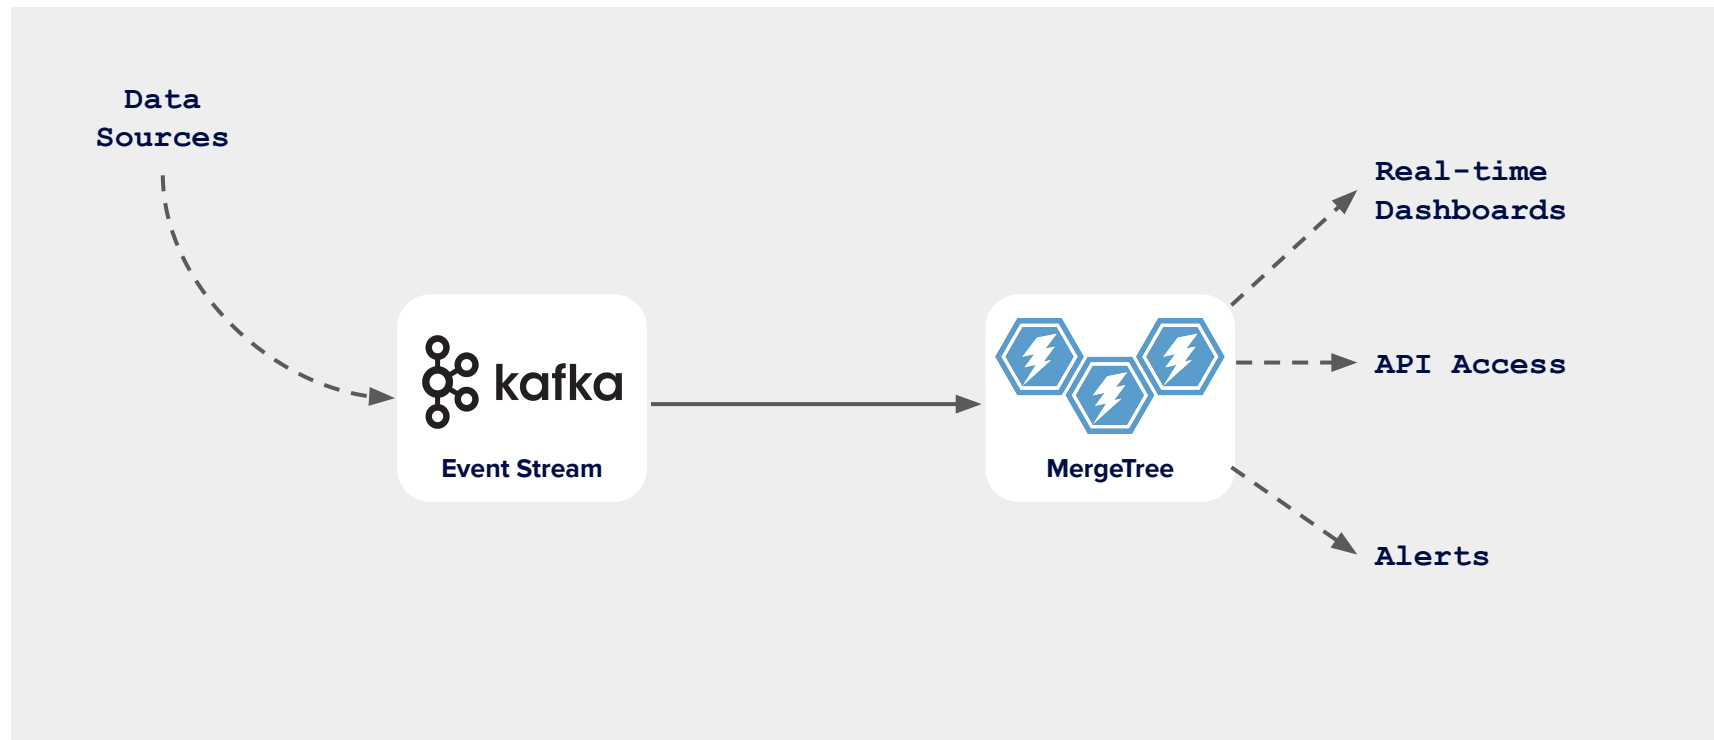 Data
Sources
kafka
Event Stream
MergeTree
Real-time
Dashboards
API Access
Alerts